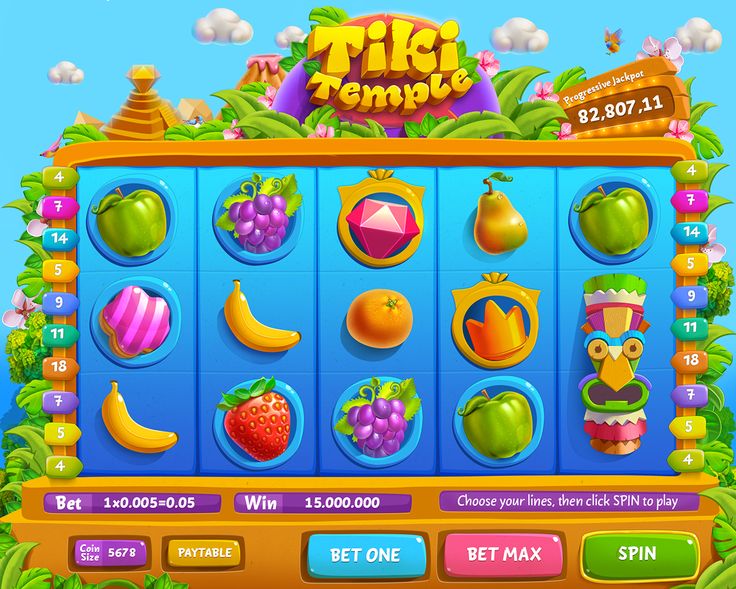 Tiki
Temple
Progressive Jackpot
82,807,11
4 4
7 7
14 14
5 5
9 9
11 11
18 18
7 7
5 5
4 4
Bet 1x0.005=0.05 Win 15.000.000 Choose your lines, then click SPIN to play
Coin
Size 5678
PAYTABLE
BET ONE
BET MAX
SPIN